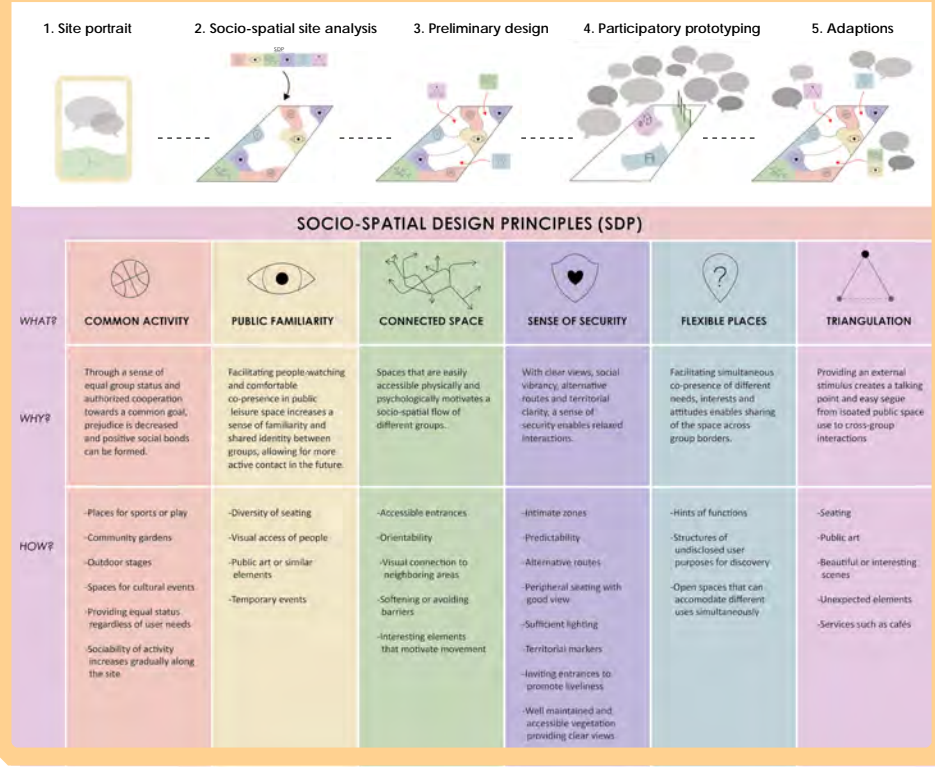 1. Site portrait
2. Socio-spatial site analysis
3. Preliminary design
4. Participatory prototyping
5. Adaptions
SDP
SOCIO-SPATIAL DESIGN PRINCIPLES (SDP)
WHAT?
COMMON ACTIVITY
PUBLIC FAMILIARITY
CONNECTED SPACE
SENSE OF SECURITY
FLEXIBLE PLACES
TRIANGULATION
WHY?
Through a sense of
equal group status and
authorized cooperation
towards a common goal,
prejudice is decreased
and positive social bonds
can be formed.
Facilitating people-watching
and comfortable
co-presence in public
leisure space increases a
sense of familiarity and
shared identity between
groups, allowing for more
active contact in the future.
Spaces that are easily
accessible physically and
psychologically motivates a
socio-spatial flow of
different groups.
With clear views, social
vibrancy, alternative
routes and territorial
clarity, a sense of
security enables relaxed
interactions.
Facilitating simultaneous
co-presence of different
needs, interests and
attitudes enables sharing
of the space across
group borders.
Providing an external
stimulus creates a talking
point and easy segue
from isoated public space
use to cross-group
interactions
HOW?
-Places for sports or play
-Community gardens
-Outdoor stages
-Spaces for cultural events
-Providing equal status
regardless of user needs
-Sociability of activity
increases gradually along
the site
-Diversity of seating
-Visual access of people
-Public art or similar
elements
-Temporary events
-Accessible entrances
-Orientability
-Visual connection to
neighboring areas
-Softening or avoiding
barriers
-Interesting elements
that motivate movement
-Intimate zones
-Predictability
-Alternative routes
-Peripheral seating with
good view
-Sufficient lighting
-Territorial markers
-Inviting entrances to
promote liveliness
-Well maintained and
accessible vegetation
providing clear views
-Hints of functions
-Structures of
undisclosed user
purposes for discovery
-Open spaces that can
accomodate different
uses simultaneously
-Seating
-Public art
-Beautiful or interesting
scenes
-Unexpected elements
-Services such as cafés